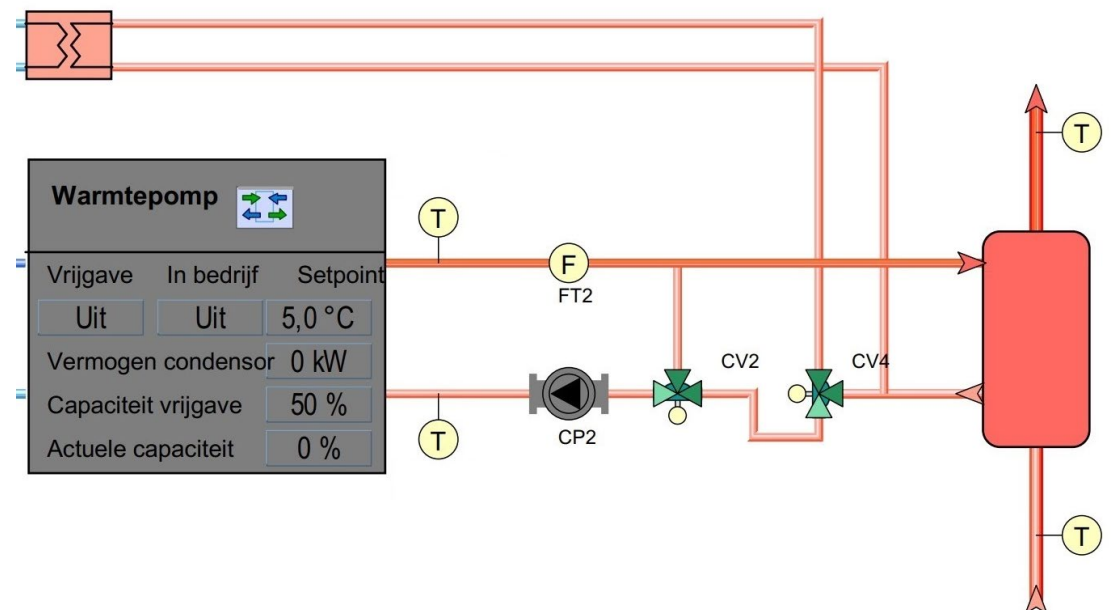 T
Warmtepomp
T
F
FT2
Vrijgave In bedrijf Setpoint
Uit Uit 5,0 °C
CV2 CV4
Vermogen condensor 0 kW
Capaciteit vrijgave 50 %
T
CP2
Actuele capaciteit 0 %
T